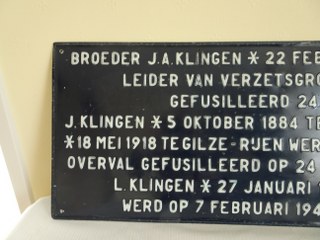 BROEDER J.A. KLINGEN * 22 FEB
LEIDER VAN VERZETSGRO
GEFUSILLEERD 24
J. KLINGEN * 5 OKTOBER 1884 TE
* 18 MEI 1918 TE GILZE-RIJEN WER
OVERVAL GEFUSILLEERD OP 24
L. KLINGEN * 27 JANUARI
WERD OP 7 FEBRUARI 194